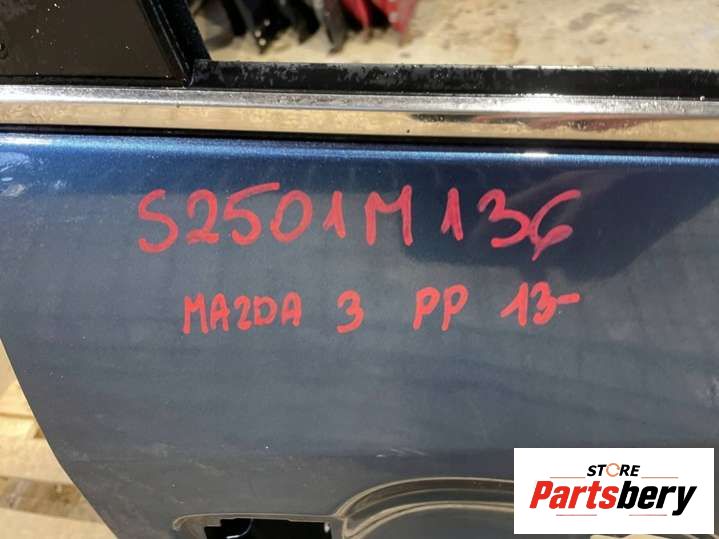 S2501M136
MAZDA 3 PP 13-
STORE
Partsbery